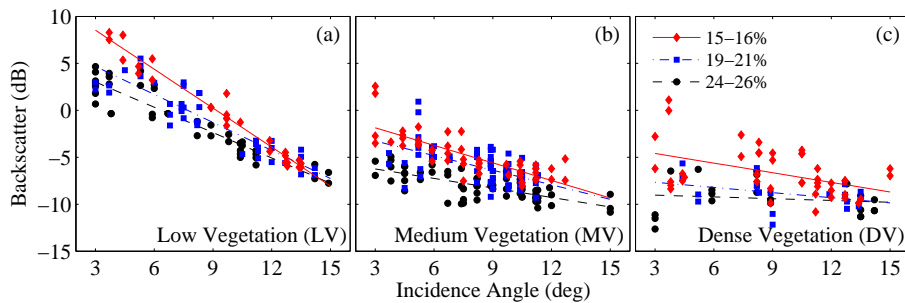 10
5
0
−5
−10
−15
Backscatter (dB)
(a)
Low Vegetation (LV)
3 6 9 12 15
(b)
Medium Vegetation (MV)
3 6 9 12 15
(c)
15−16%
19−21%
24−26%
Dense Vegetation (DV)
3 6 9 12 15
Incidence Angle (deg)